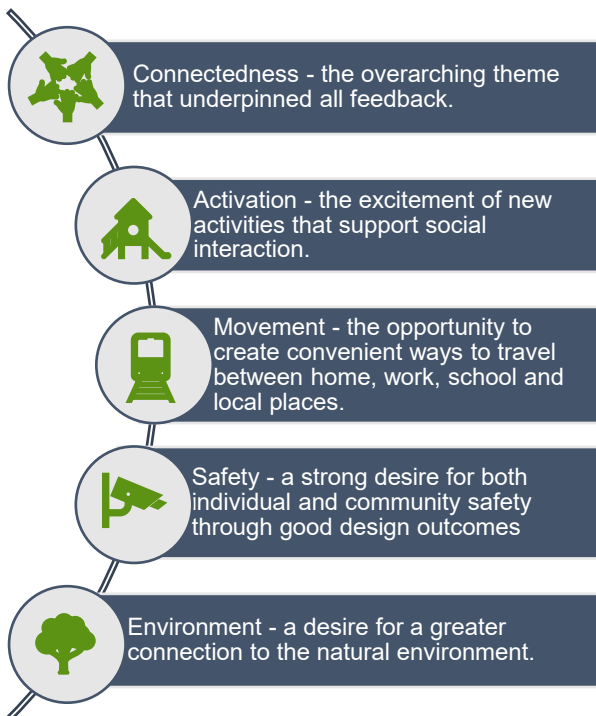 Connectedness - the overarching theme
that underpinned all feedback.
Activation - the excitement of new
activities that support social
interaction.
Movement - the opportunity to
create convenient ways to travel
between home, work, school and
local places.
Safety - a strong desire for both
individual and community safety
through good design outcomes
Environment - a desire for a greater
connection to the natural environment.